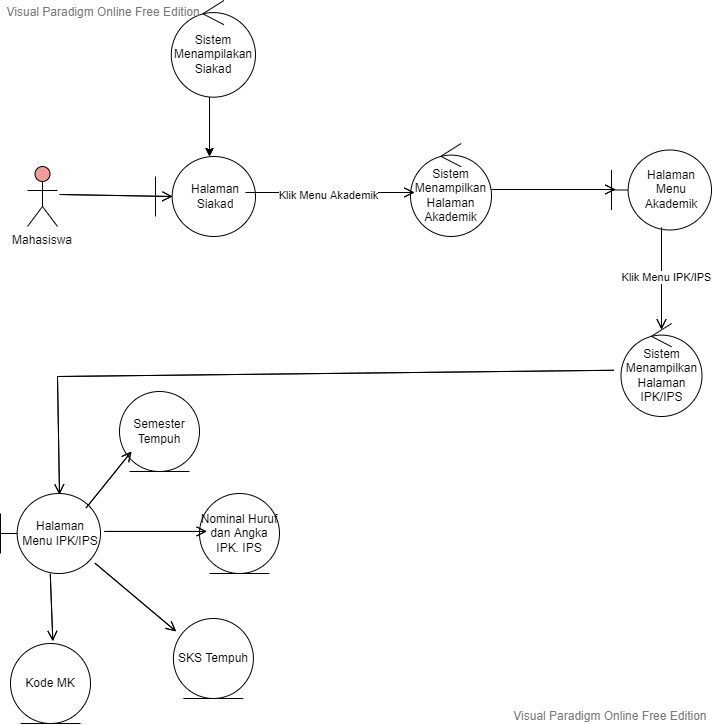 Visual Paradigm Online Free Edition
Sistem
Menampilakan
Siakad
Mahasiswa
Halaman
Siakad
Klik Menu Akademik
Sistem
Menampilkan
Halaman
Akademik
Halaman
Menu
Akademik
Klik Menu IPK/IPS
Sistem
Menampilkan
Halaman
IPK/IPS
Semester
Tempuh
Halaman
Menu IPK/IPS
Nominal Huruf
dan Angka
IPK. IPS
SKS Tempuh
Kode MK
Visual Paradigm Online Free Edition